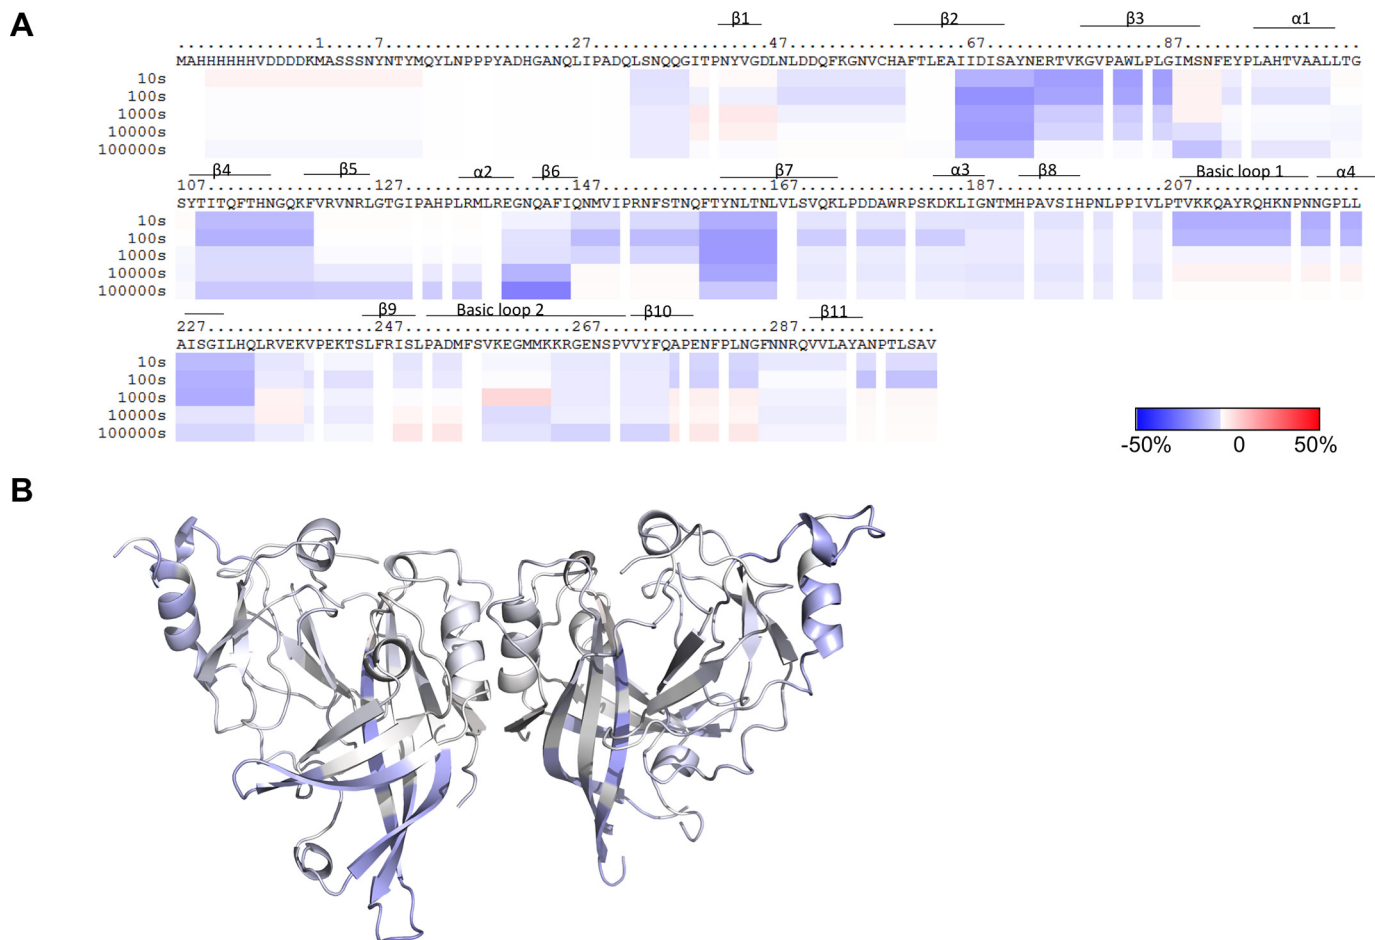 A
β1 β2 β3 α1
..............1.....7...................27..................47..................67..................87..................
MAHHHHHHVDDDDKMASSSNYNTYMQYLNPPPYADHGANQLIPADQLSNQQGITPNYVGDLNLDDQFKGNVCHAFTLEAIIDISAYNERTVKGVPAWLPLGIMSNFEYPLAHTVAALLTG
10s
100s
1000s
10000s
100000s
β4 β5 α2 β6 β7 α3 β8 Basic loop 1 α4
107.................127.................147.................167.................187.................207.................
SYTITQFTHNGQKFVRVNRLGTGIPAHPLRMLREGNQAFIQNMVIPRNFSTNQFTYNLTNLVLSVQKLPDDAWRPSKDKLIGNTMHPAVSIHPNLPPIVLPTVKKQAYRQHKNPNNGPLL
10s
100s
1000s
10000s
100000s
β9 Basic loop 2 β10 β11
227.................247.................267.................287..............
AISGILHQLRVEKVPEKTSLFRISLPADMFSVKEGMMKKRGENSPVVYFQAPENFPLNGFNNRQVVLAYANPTLSAV
10s
100s
1000s
10000s
100000s
-50% 0 50%
B